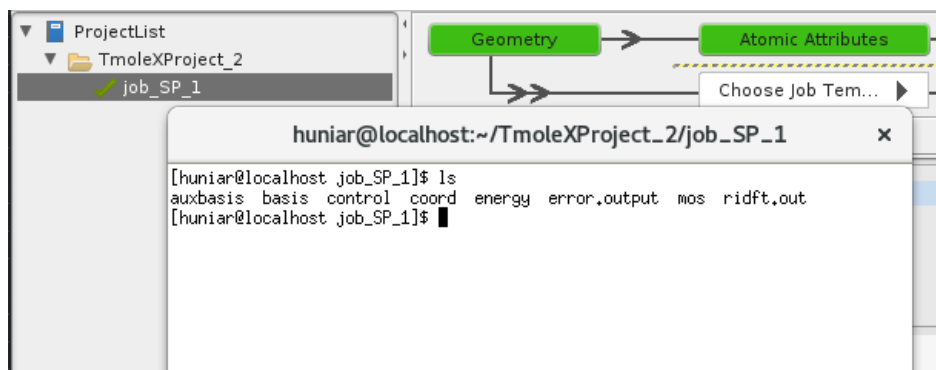 ProjectList
TmoleXProject_2
job_SP_1
Geometry
Atomic Attributes
Choose Job Tem...
huniar@localhost:~/TmoleXProject_2/job_SP_1 ×
[huniar@localhost job_SP_1]$ ls
auxbasis basis control coord energy error.output mos ridft.out
[huniar@localhost job_SP_1]$